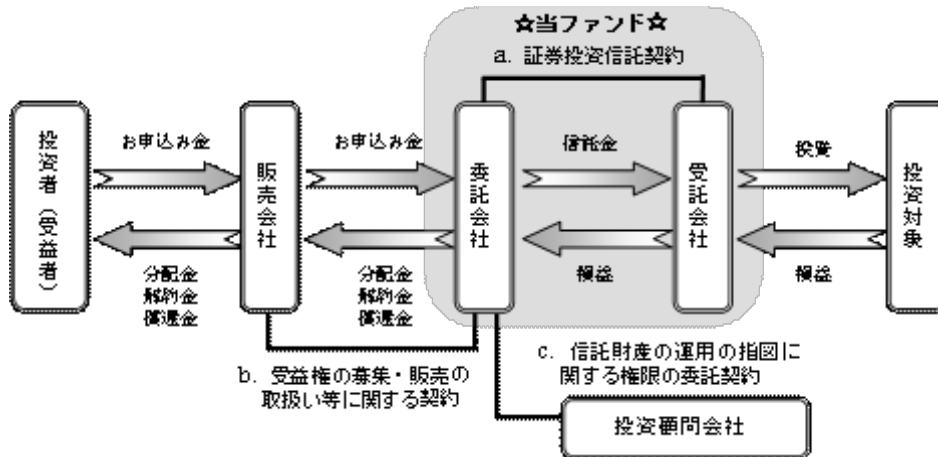 ☆当ファンド☆
a. 証券投資信託契約
投資者（受益者）
お申込み金
分配金
解約金
償還金
販売会社
お申込み金
分配金
解約金
償還金
委託会社
信託金
損益
受託会社
投資
損益
投資対象
b. 受益権の募集・販売の
取扱い等に関する契約
c. 信託財産の運用の指図に
関する権限の委託契約
投資顧問会社